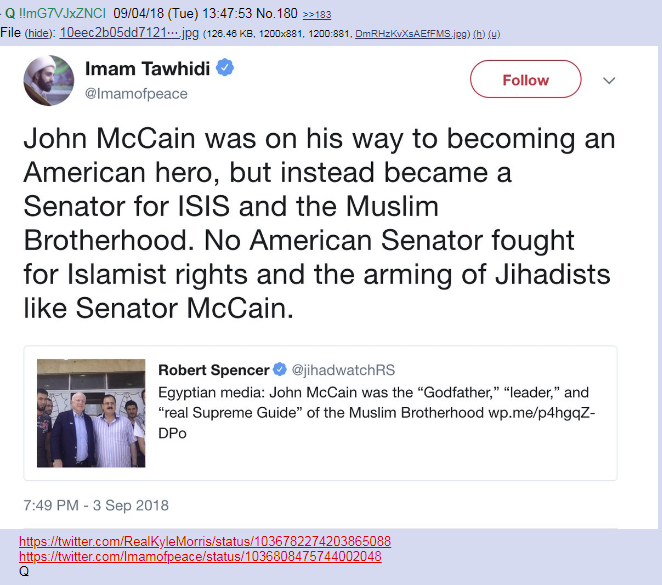 Q !!mG7VJxZNCI 09/04/18 (Tue) 13:47:53 No.180 >>183
File (hide): 10eec2b05dd7121⋯.jpg (126.46 KB, 1200x881, 1200:881, DmRHzKvXsAEfFMS.jpg) (h) (u)
Imam Tawhidi
@Imamofpeace
Follow
John McCain was on his way to becoming an
American hero, but instead became a
Senator for ISIS and the Muslim
Brotherhood. No American Senator fought
for Islamist rights and the arming of Jihadists
like Senator McCain.
Robert Spencer @jihadwatchRS
Egyptian media: John McCain was the “Godfather,” “leader,” and
“real Supreme Guide” of the Muslim Brotherhood wp.me/p4hgqZ-
DPo
7:49 PM - 3 Sep 2018
https://twitter.com/RealKyleMorris/status/1036782274203865088
https://twitter.com/Imamofpeace/status/1036808475744002048
Q